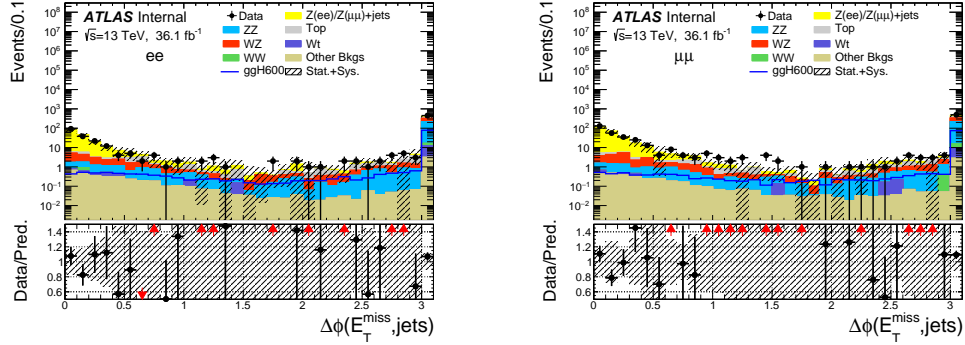 ATLAS Internal
√s=13 TeV, 36.1 fb⁻¹
ee
Data
ZZ
WZ
WW
ggH600
Z(ee)/Z(μμ)+jets
Top
Wt
Other Bkgs
Stat.+Sys.
Events/0.1
10⁸
10⁷
10⁶
10⁵
10⁴
10³
10²
10
1
10⁻¹
10⁻²
Data/Pred.
1.4
1.2
1
0.8
0.6
0 0.5 1 1.5 2 2.5 3
Δϕ(E_T^miss,jets)
ATLAS Internal
√s=13 TeV, 36.1 fb⁻¹
μμ
Data
ZZ
WZ
WW
ggH600
Z(ee)/Z(μμ)+jets
Top
Wt
Other Bkgs
Stat.+Sys.
Events/0.1
10⁸
10⁷
10⁶
10⁵
10⁴
10³
10²
10
1
10⁻¹
10⁻²
Data/Pred.
1.4
1.2
1
0.8
0.6
0 0.5 1 1.5 2 2.5 3
Δϕ(E_T^miss,jets)